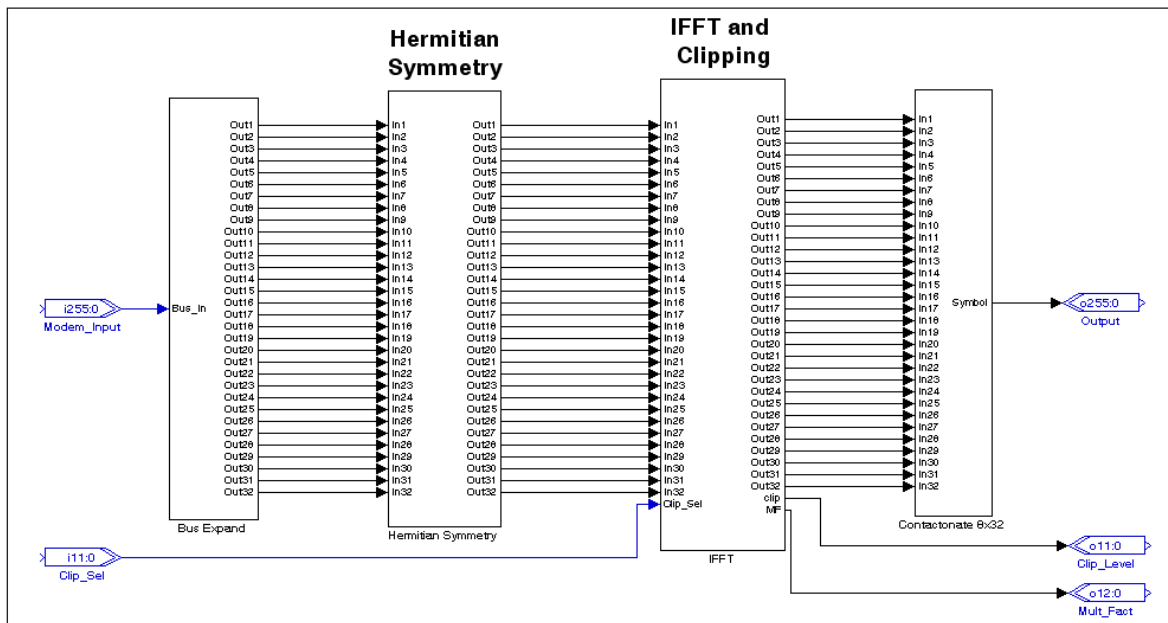 Hermitian
Symmetry
IFFT and
Clipping
i255:0
Modem_Input
i11:0
Clip_Sel
Bus_In
Out1
Out2
Out3
Out4
Out5
Out6
Out7
Out8
Out9
Out10
Out11
Out12
Out13
Out14
Out15
Out16
Out17
Out18
Out19
Out20
Out21
Out22
Out23
Out24
Out25
Out26
Out27
Out28
Out29
Out30
Out31
Out32
Bus Expand
In1
In2
In3
In4
In5
In6
In7
In8
In9
In10
In11
In12
In13
In14
In15
In16
In17
In18
In19
In20
In21
In22
In23
In24
In25
In26
In27
In28
In29
In30
In31
In32
Out1
Out2
Out3
Out4
Out5
Out6
Out7
Out8
Out9
Out10
Out11
Out12
Out13
Out14
Out15
Out16
Out17
Out18
Out19
Out20
Out21
Out22
Out23
Out24
Out25
Out26
Out27
Out28
Out29
Out30
Out31
Out32
Hermitian Symmetry
In1
In2
In3
In4
In5
In6
In7
In8
In9
In10
In11
In12
In13
In14
In15
In16
In17
In18
In19
In20
In21
In22
In23
In24
In25
In26
In27
In28
In29
In30
In31
In32
Clip_Sel
Out1
Out2
Out3
Out4
Out5
Out6
Out7
Out8
Out9
Out10
Out11
Out12
Out13
Out14
Out15
Out16
Out17
Out18
Out19
Out20
Out21
Out22
Out23
Out24
Out25
Out26
Out27
Out28
Out29
Out30
Out31
Out32
clip
MF
IFFT
In1
In2
In3
In4
In5
In6
In7
In8
In9
In10
In11
In12
In13
In14
In15
In16
In17
In18
In19
In20
In21
In22
In23
In24
In25
In26
In27
In28
In29
In30
In31
In32
Symbol
Contactonate 8x32
o255:0
Output
o11:0
Clip_Level
o12:0
Mult_Fact